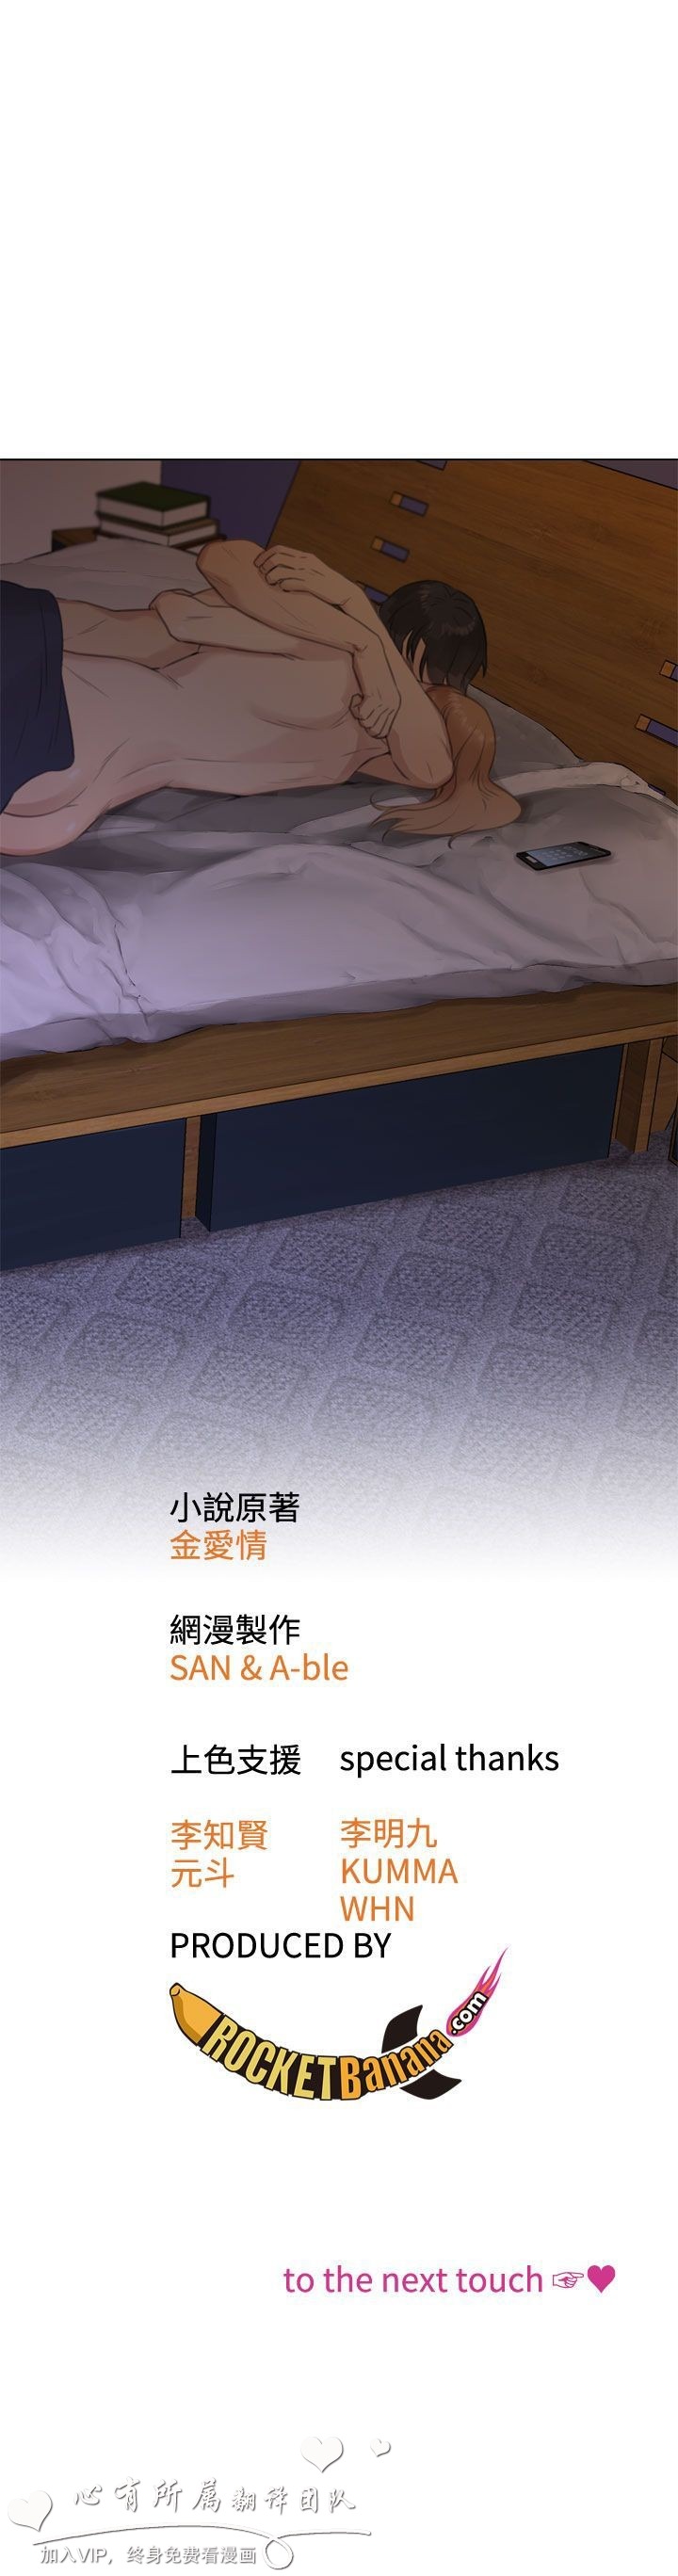 小說原著
金愛情
網漫製作
SAN & A-ble
上色支援
special thanks
李知賢
元斗
李明九
KUMMA
WHN
PRODUCED BY
ROCKETBanana.com
to the next touch ☞♥
心有所属翻译团队
加入VIP，终身免费看漫画